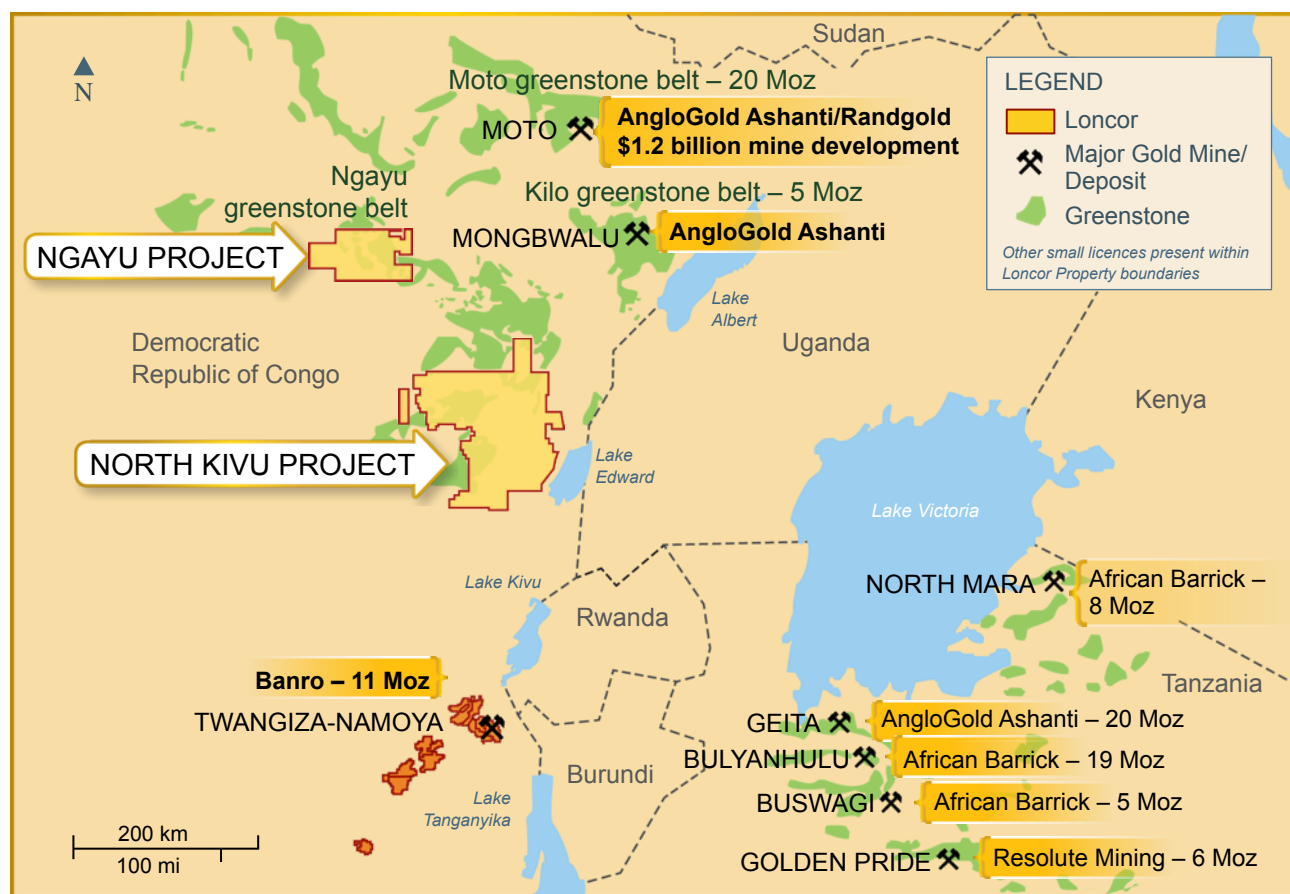 Sudan
N
Moto greenstone belt – 20 Moz
MOTO
AngloGold Ashanti/Randgold
$1.2 billion mine development
LEGEND
Loncor
Major Gold Mine/
Deposit
Greenstone
Other small licences present within
Loncor Property boundaries
Ngayu
greenstone belt
Kilo greenstone belt – 5 Moz
MONGBWALU
AngloGold Ashanti
NGAYU PROJECT
Lake
Albert
Democratic
Republic of Congo
Uganda
Kenya
NORTH KIVU PROJECT
Lake
Edward
Lake Victoria
Lake Kivu
NORTH MARA
African Barrick –
8 Moz
Rwanda
Banro – 11 Moz
TWANGIZA-NAMOYA
Tanzania
GEITA
AngloGold Ashanti – 20 Moz
BULYANHULU
African Barrick – 19 Moz
Burundi
BUSWAGI
African Barrick – 5 Moz
Lake
Tanganyika
200 km
100 mi
GOLDEN PRIDE
Resolute Mining – 6 Moz